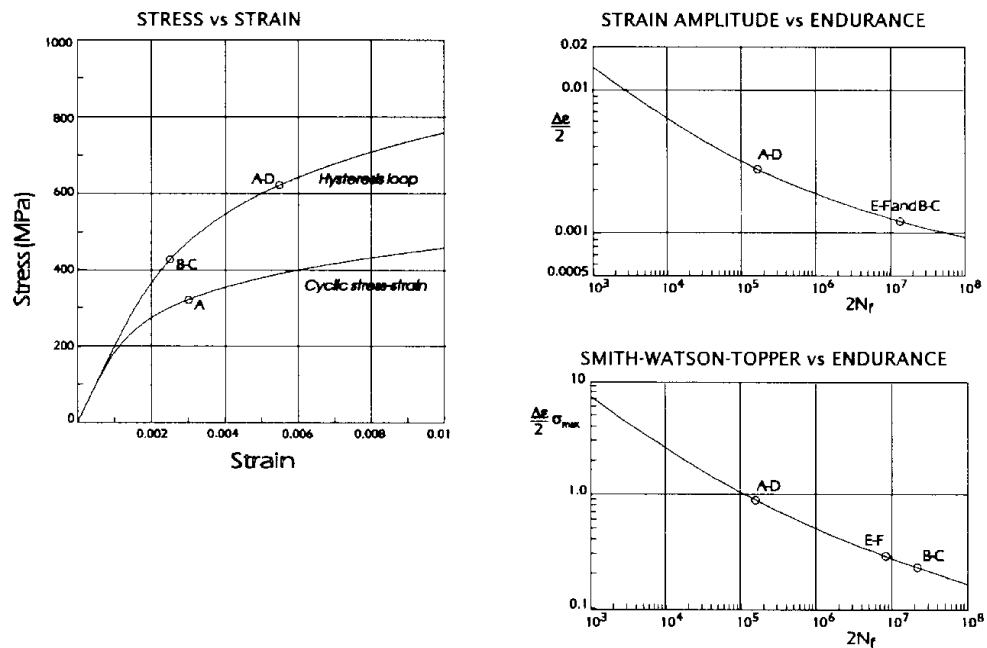 STRESS vs STRAIN
1000
800
600
400
200
0
0.002
0.004
0.006
0.008
0.01
Stress (MPa)
Strain
A-D
Hysteresis loop
B-C
Cyclic stress-strain
A
STRAIN AMPLITUDE vs ENDURANCE
0.02
0.01
0.001
0.0005
Δε
2
A-D
E-F and B-C
10³ 10⁴ 10⁵ 10⁶ 10⁷ 10⁸
2Nf
SMITH-WATSON-TOPPER vs ENDURANCE
10
1.0
0.1
Δε
2 σmax
A-D
E-F
B-C
10³ 10⁴ 10⁵ 10⁶ 10⁷ 10⁸
2Nf